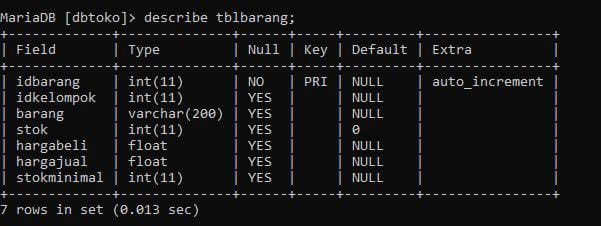 MariaDB [dbtoko]> describe tblbarang;
+-------------+--------------+------+-----+---------+----------------+
| Field       | Type         | Null | Key | Default | Extra          |
+-------------+--------------+------+-----+---------+----------------+
| idbarang    | int(11)      | NO   | PRI | NULL    | auto_increment |
| idkelompok  | int(11)      | YES  |     | NULL    |                |
| barang      | varchar(200) | YES  |     | NULL    |                |
| stok        | int(11)      | YES  |     | 0       |                |
| hargabeli   | float        | YES  |     | NULL    |                |
| hargajual   | float        | YES  |     | NULL    |                |
| stokminimal | int(11)      | YES  |     | NULL    |                |
+-------------+--------------+------+-----+---------+----------------+
7 rows in set (0.013 sec)